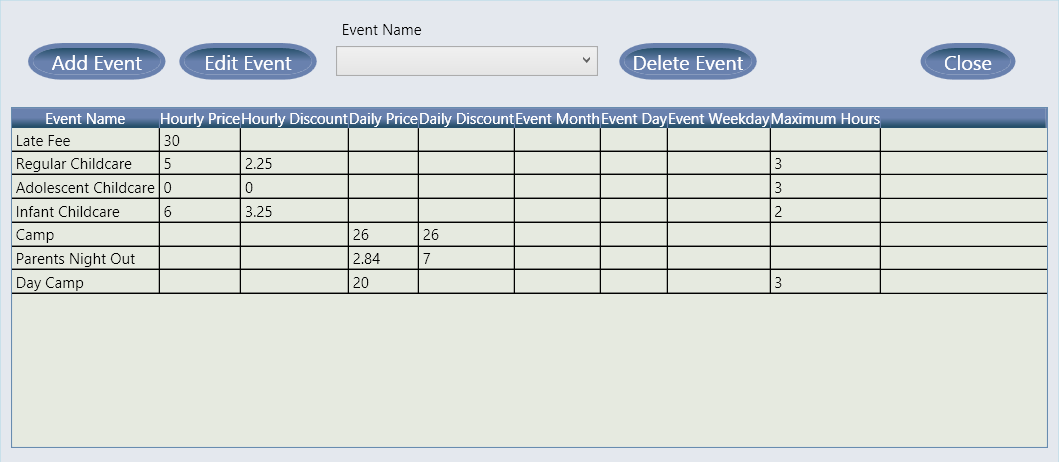 Event Name
Add Event Edit Event Delete Event Close
Event Name Hourly Price Hourly Discount Daily Price Daily Discount Event Month Event Day Event Weekday Maximum Hours
Late Fee 30
Regular Childcare 5 2.25 3
Adolescent Childcare 0 0 3
Infant Childcare 6 3.25 2
Camp 26 26
Parents Night Out 2.84 7
Day Camp 20 3